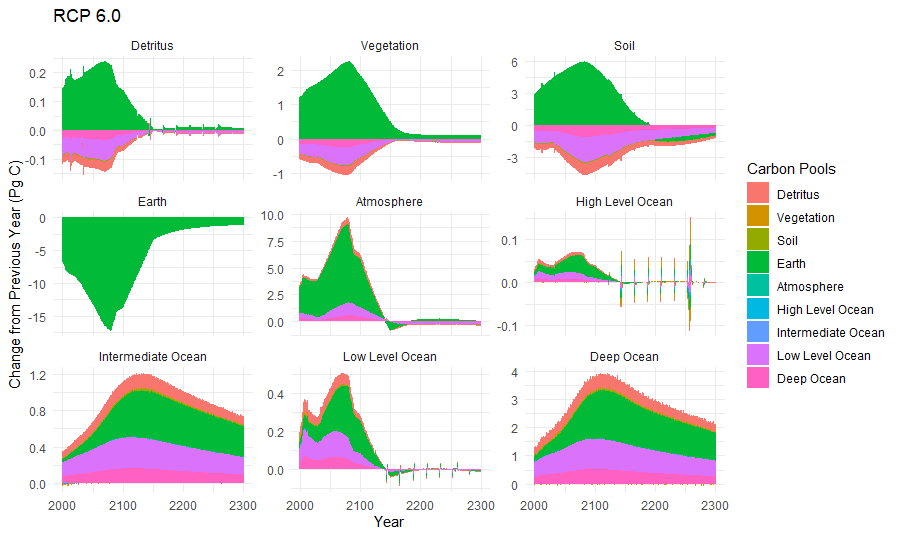 RCP 6.0
Detritus
Vegetation
Soil
0.2
0.1
0.0
-0.1
2
1
0
-1
6
3
0
-3
Earth
Atmosphere
High Level Ocean
0
-5
-10
-15
10.0
7.5
5.0
2.5
0.0
0.1
0.0
-0.1
Intermediate Ocean
Low Level Ocean
Deep Ocean
1.2
0.8
0.4
0.0
0.4
0.2
0.0
4
3
2
1
0
2000 2100 2200 2300
2000 2100 2200 2300
2000 2100 2200 2300
Year
Change from Previous Year (Pg C)
Carbon Pools
Detritus
Vegetation
Soil
Earth
Atmosphere
High Level Ocean
Intermediate Ocean
Low Level Ocean
Deep Ocean